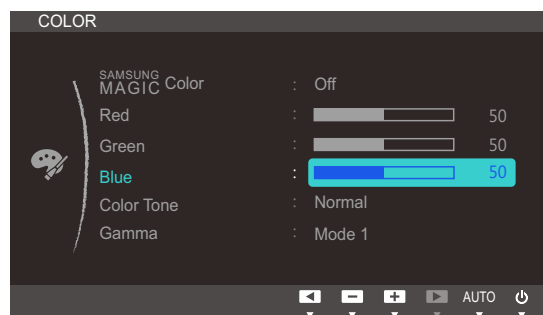 COLOR
SAMSUNG MAGIC Color : Off
Red : 50
Green : 50
Blue : 50
Color Tone : Normal
Gamma : Mode 1
AUTO